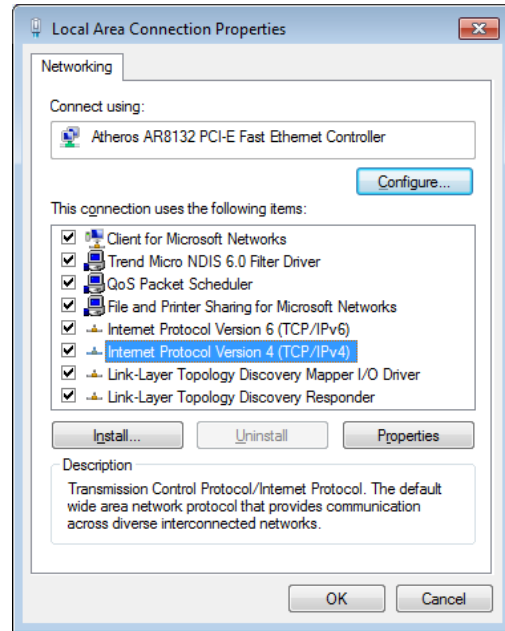 Local Area Connection Properties
Networking
Connect using:
Atheros AR8132 PCI-E Fast Ethernet Controller
Configure...
This connection uses the following items:
Client for Microsoft Networks
Trend Micro NDIS 6.0 Filter Driver
QoS Packet Scheduler
File and Printer Sharing for Microsoft Networks
Internet Protocol Version 6 (TCP/IPv6)
Internet Protocol Version 4 (TCP/IPv4)
Link-Layer Topology Discovery Mapper I/O Driver
Link-Layer Topology Discovery Responder
Install... Uninstall Properties
Description
Transmission Control Protocol/Internet Protocol. The default
wide area network protocol that provides communication
across diverse interconnected networks.
OK Cancel